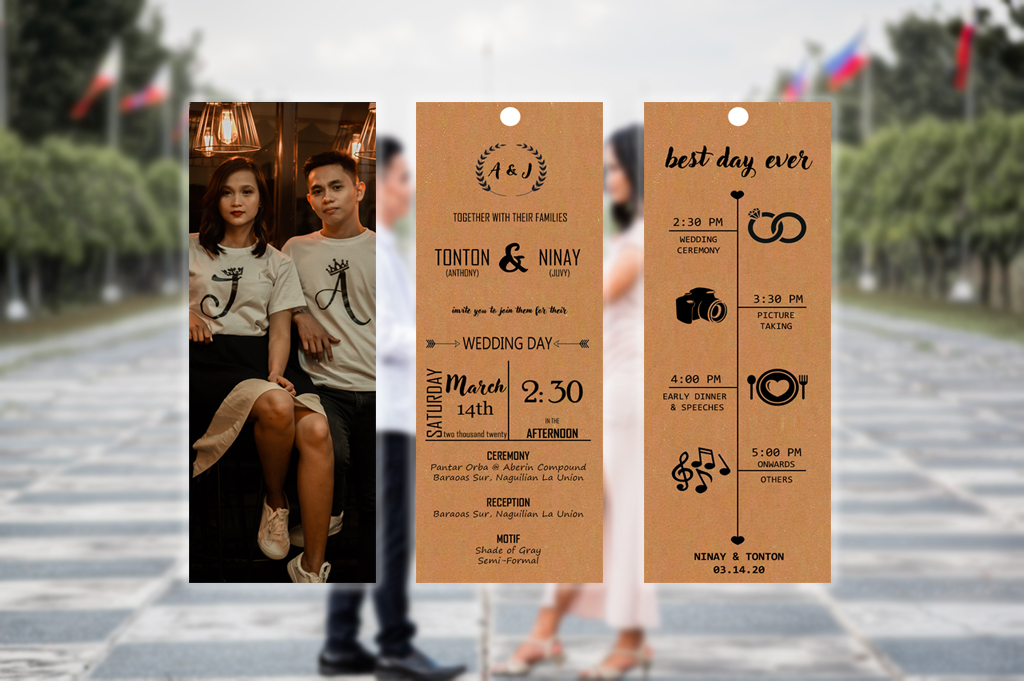 J
A
A & J
TOGETHER WITH THEIR FAMILIES
TONTON & NINAY
(ANTHONY) (JUVY)
invite you to join them for their
WEDDING DAY
SATURDAY
March
14th
two thousand twenty
2:30
IN THE
AFTERNOON
CEREMONY
Pantar Orba @ Aberin Compound
Baraoas Sur, Naguilian La Union
RECEPTION
Baraoas Sur, Naguilian La Union
MOTIF
Shade of Gray
Semi-Formal
best day ever
2:30 PM
WEDDING
CEREMONY
3:30 PM
PICTURE
TAKING
4:00 PM
EARLY DINNER
& SPEECHES
5:00 PM
ONWARDS
OTHERS
NINAY & TONTON
03.14.20